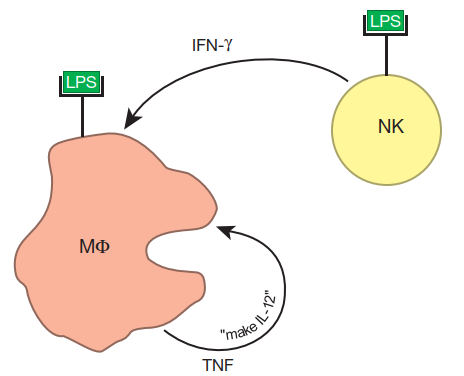 LPS
IFN-γ
LPS
NK
MΦ
"make IL-12"
TNF